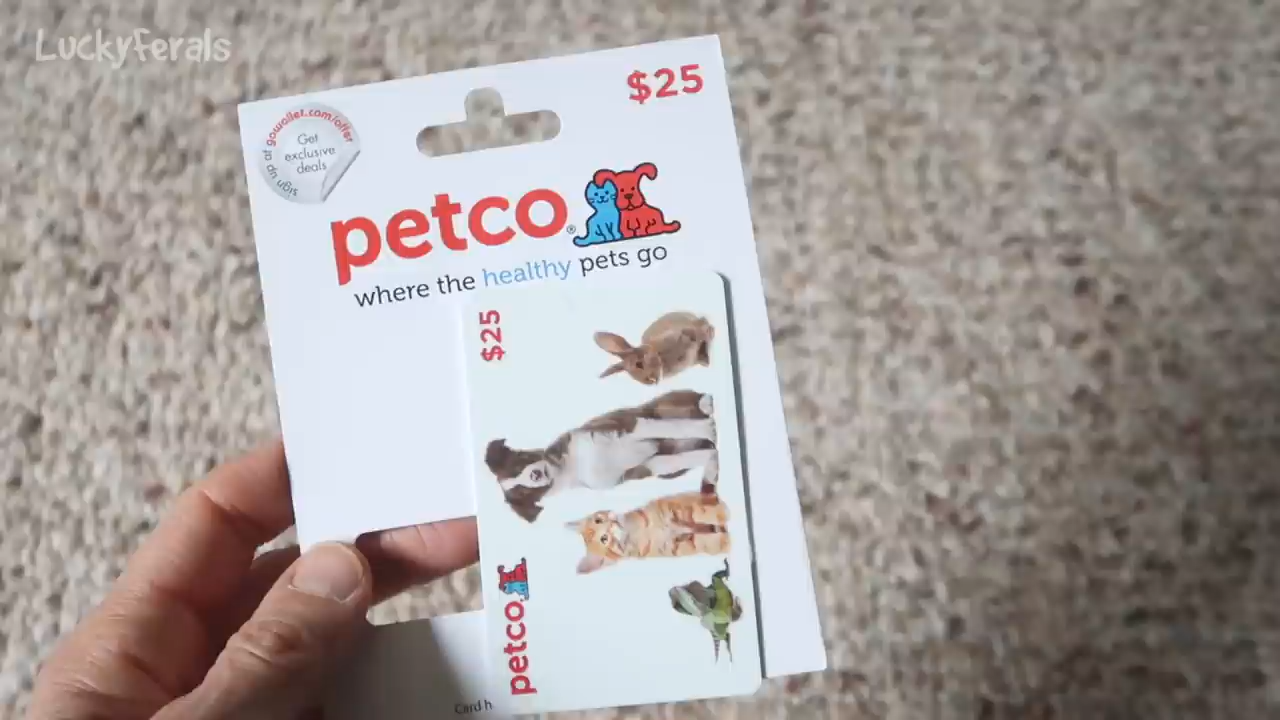 LuckyFerals
$25
sign up at gowallet.com/offer
Get
exclusive
deals
petco®
where the healthy pets go
$25
petco
Card h